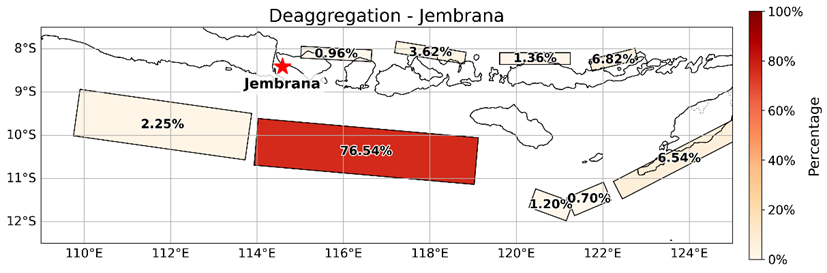 Deaggregation - Jembrana
100%
8°S
0.96%
3.62%
1.36%
6.82%
Jembrana
80%
9°S
2.25%
10°S
76.54%
60%
6.54%
40%
11°S
1.20%
0.70%
20%
12°S
0%
110°E
112°E
114°E
116°E
118°E
120°E
122°E
124°E
Percentage